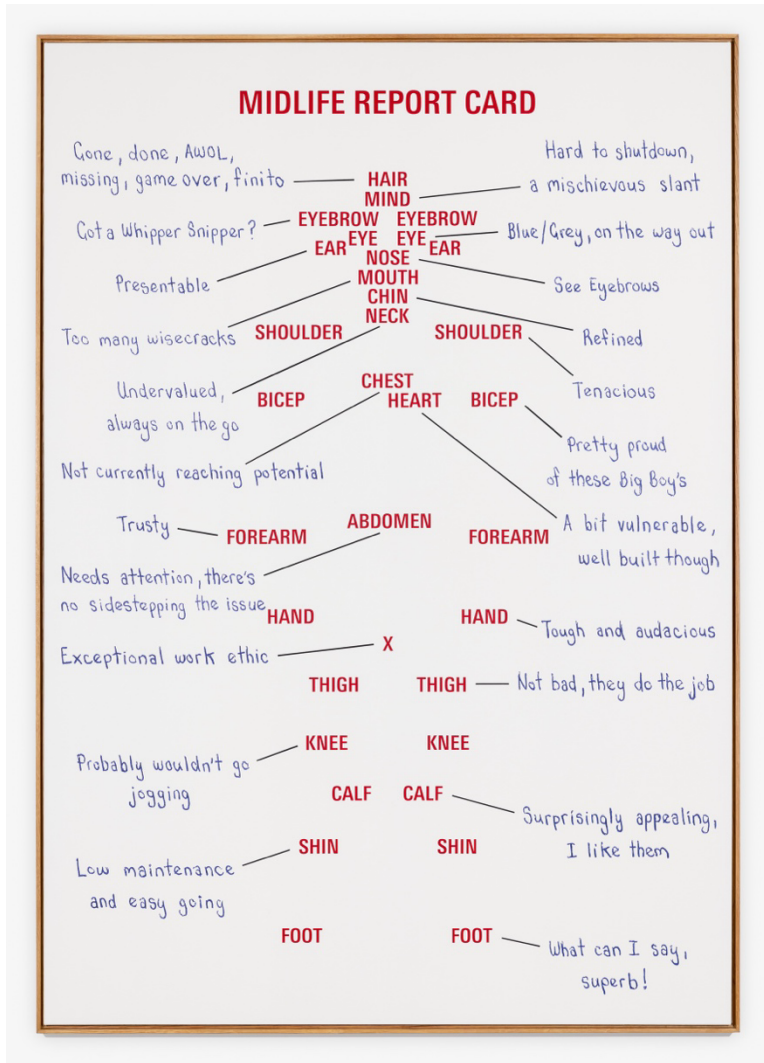 MIDLIFE REPORT CARD
Gone, done, AWOL,
missing, game over, finito
HAIR
Hard to shutdown,
a mischievous slant
MIND
Got a Whipper Snipper?
EYEBROW EYEBROW
EYE EYE
Blue/Grey, on the way out
EAR EAR
Presentable
NOSE
See Eyebrows
MOUTH
Too many wisecracks
CHIN
Refined
NECK
Undervalued,
always on the go
SHOULDER SHOULDER
Tenacious
CHEST
Not currently reaching potential
HEART
A bit vulnerable,
well built though
BICEP BICEP
Pretty proud
of these Big Boy's
ABDOMEN
Needs attention, there's
no sidestepping the issue
Trusty
FOREARM FOREARM
HAND HAND
Tough and audacious
Exceptional work ethic
X
THIGH THIGH
Not bad, they do the job
KNEE KNEE
Probably wouldn't go
jogging
CALF CALF
Surprisingly appealing,
I like them
SHIN SHIN
Low maintenance
and easy going
FOOT FOOT
What can I say,
superb!